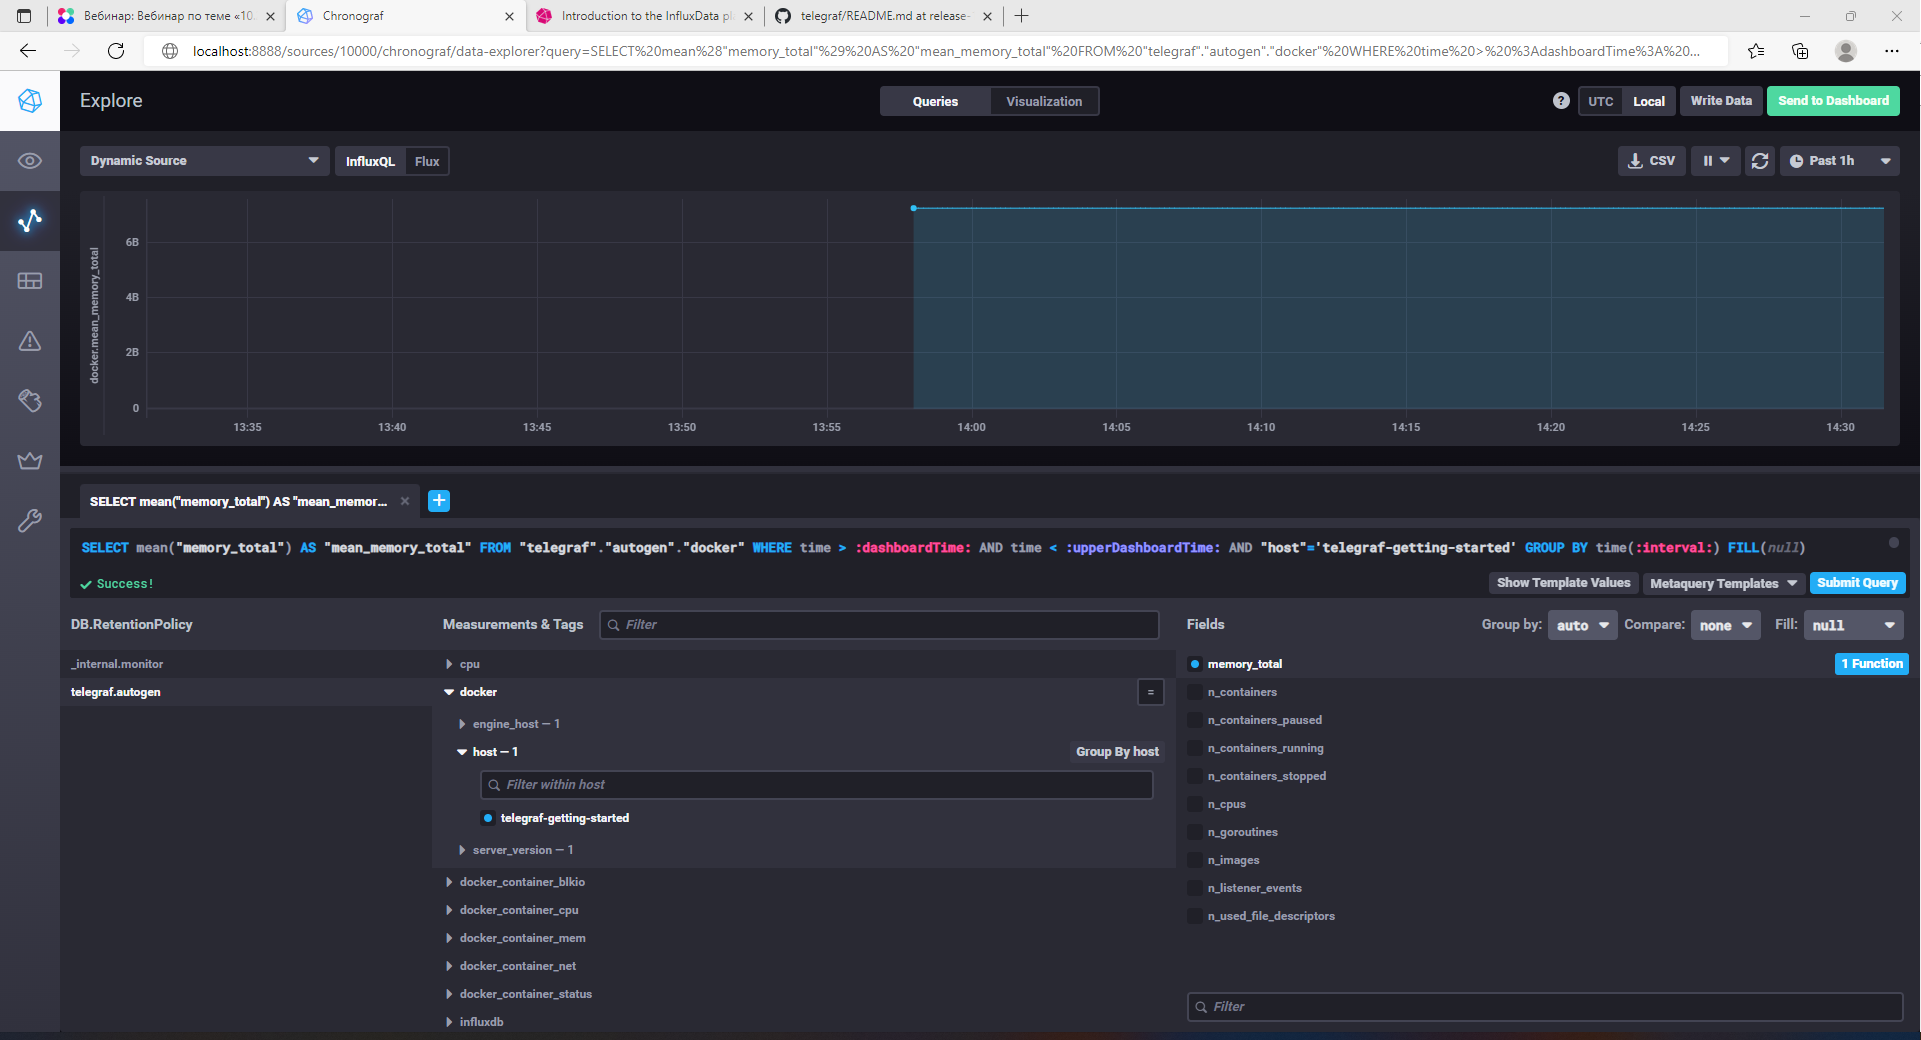 Вебинар: Вебинар по теме «10.
Chronograf
Introduction to the InfluxData pl
telegraf/README.md at release-
localhost:8888/sources/10000/chronograf/data-explorer?query=SELECT%20mean%28"memory_total"%29%20AS%20"mean_memory_total"%20FROM%20"telegraf"."autogen"."docker"%20WHERE%20time%20>%20%3AdashboardTime%3A%20...
Explore
Queries
Visualization
?
UTC
Local
Write Data
Send to Dashboard
Dynamic Source
InfluxQL
Flux
CSV
Past 1h
docker.mean_memory_total
6B
4B
2B
0
13:35
13:40
13:45
13:50
13:55
14:00
14:05
14:10
14:15
14:20
14:25
14:30
SELECT mean("memory_total") AS "mean_memor...
SELECT mean("memory_total") AS "mean_memory_total" FROM "telegraf"."autogen"."docker" WHERE time > :dashboardTime: AND time < :upperDashboardTime: AND "host"='telegraf-getting-started' GROUP BY time(:interval:) FILL(null)
Success!
Show Template Values
Metaquery Templates
Submit Query
DB.RetentionPolicy
Measurements & Tags
Filter
Fields
Group by:
auto
Compare:
none
Fill:
null
_internal.monitor
telegraf.autogen
cpu
docker
=
engine_host — 1
host — 1
Group By host
Filter within host
telegraf-getting-started
server_version — 1
docker_container_blkio
docker_container_cpu
docker_container_mem
docker_container_net
docker_container_status
influxdb
memory_total
1 Function
n_containers
n_containers_paused
n_containers_running
n_containers_stopped
n_cpus
n_goroutines
n_images
n_listener_events
n_used_file_descriptors
Filter